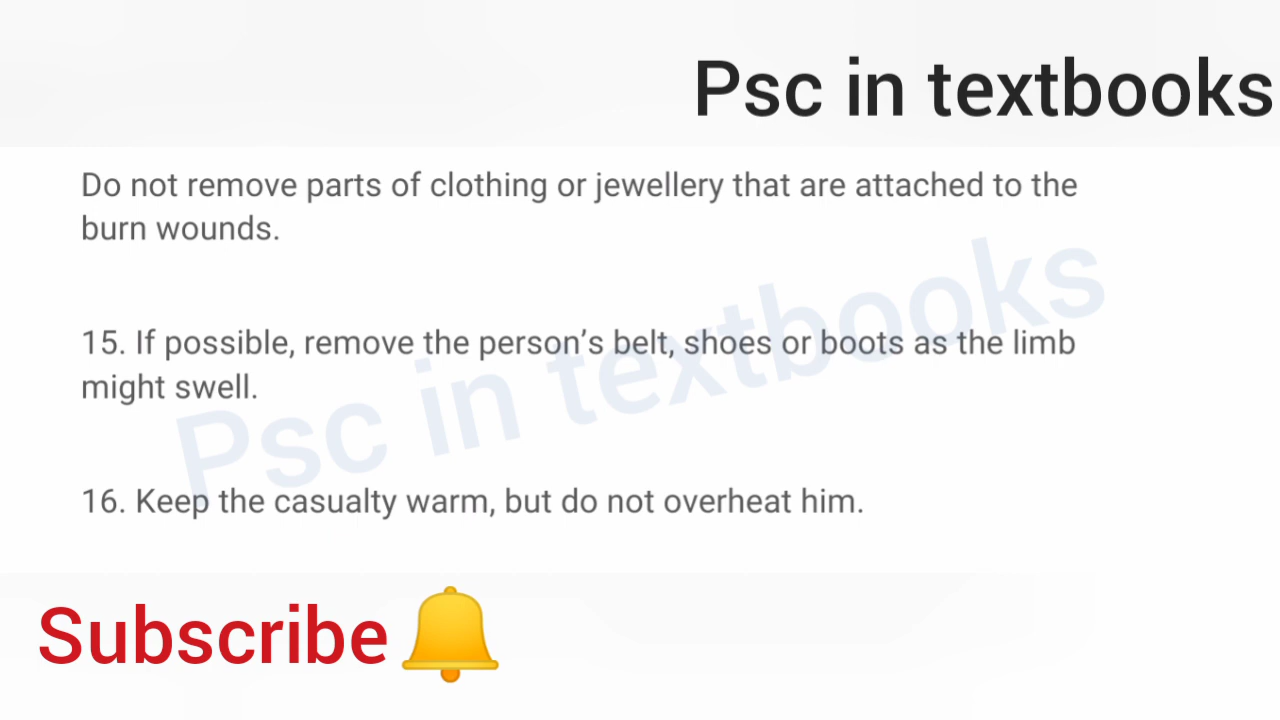 Psc in textbooks
Do not remove parts of clothing or jewellery that are attached to the
burn wounds.
15. If possible, remove the person’s belt, shoes or boots as the limb
might swell.
Psc in textbooks
16. Keep the casualty warm, but do not overheat him.
Subscribe